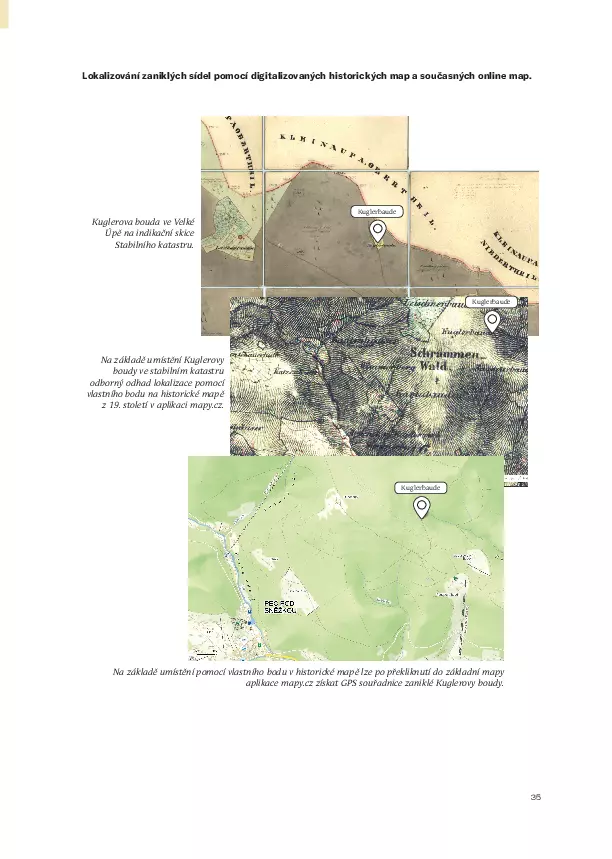 Lokalizování zaniklých sídel pomocí digitalizovaných historických map a současných online map.
PAOBERTHEIL.
KLEINAUPA. OBERTHEIL.
KLEINAUPA
NIEDERTHEIL
Kuglerbaude
Kuglerova bouda ve Velké
Úpě na indikační skice
Stabilního katastru.
Kuglerbaude
Kuglerbaude
Schrammen
Wald
Na základě umístění Kuglerovy
boudy ve stabilním katastru
odborný odhad lokalizace pomocí
vlastního bodu na historické mapě
z 19. století v aplikaci mapy.cz.
Kuglerbaude
PEC POD
SNĚŽKOU
Na základě umístění pomocí vlastního bodu v historické mapě lze po překliknutí do základní mapy
aplikace mapy.cz získat GPS souřadnice zaniklé Kuglerovy boudy.
35